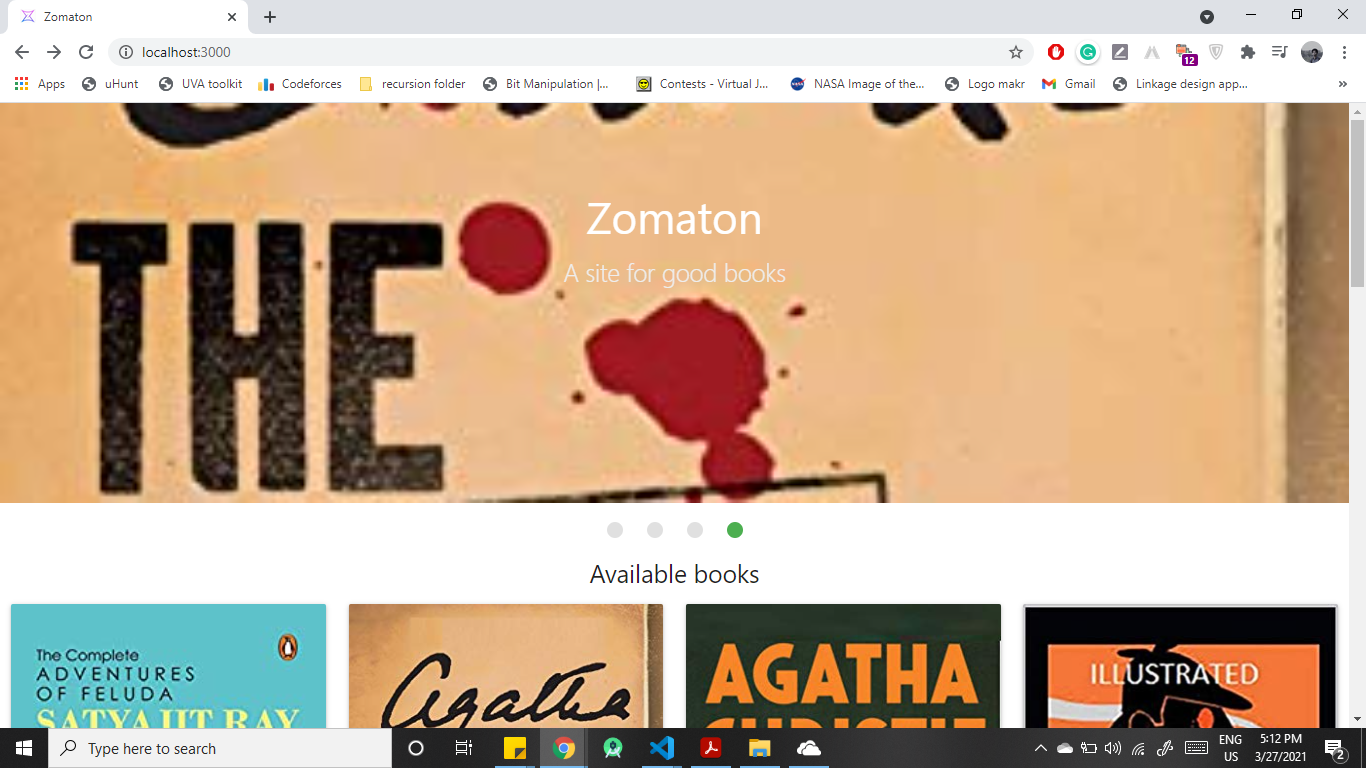 Zomaton
localhost:3000
12
Apps
uHunt
UVA toolkit
Codeforces
recursion folder
Bit Manipulation |...
Contests - Virtual J...
NASA Image of the...
Logo makr
Gmail
Linkage design app...
»
THE
Zomaton
A site for good books
Available books
The Complete
ADVENTURES
OF FELUDA
SATYAJIT RAY
Agatha
AGATHA
CHRISTIE
ILLUSTRATED
Type here to search
ENG
US
5:12 PM
3/27/2021
2